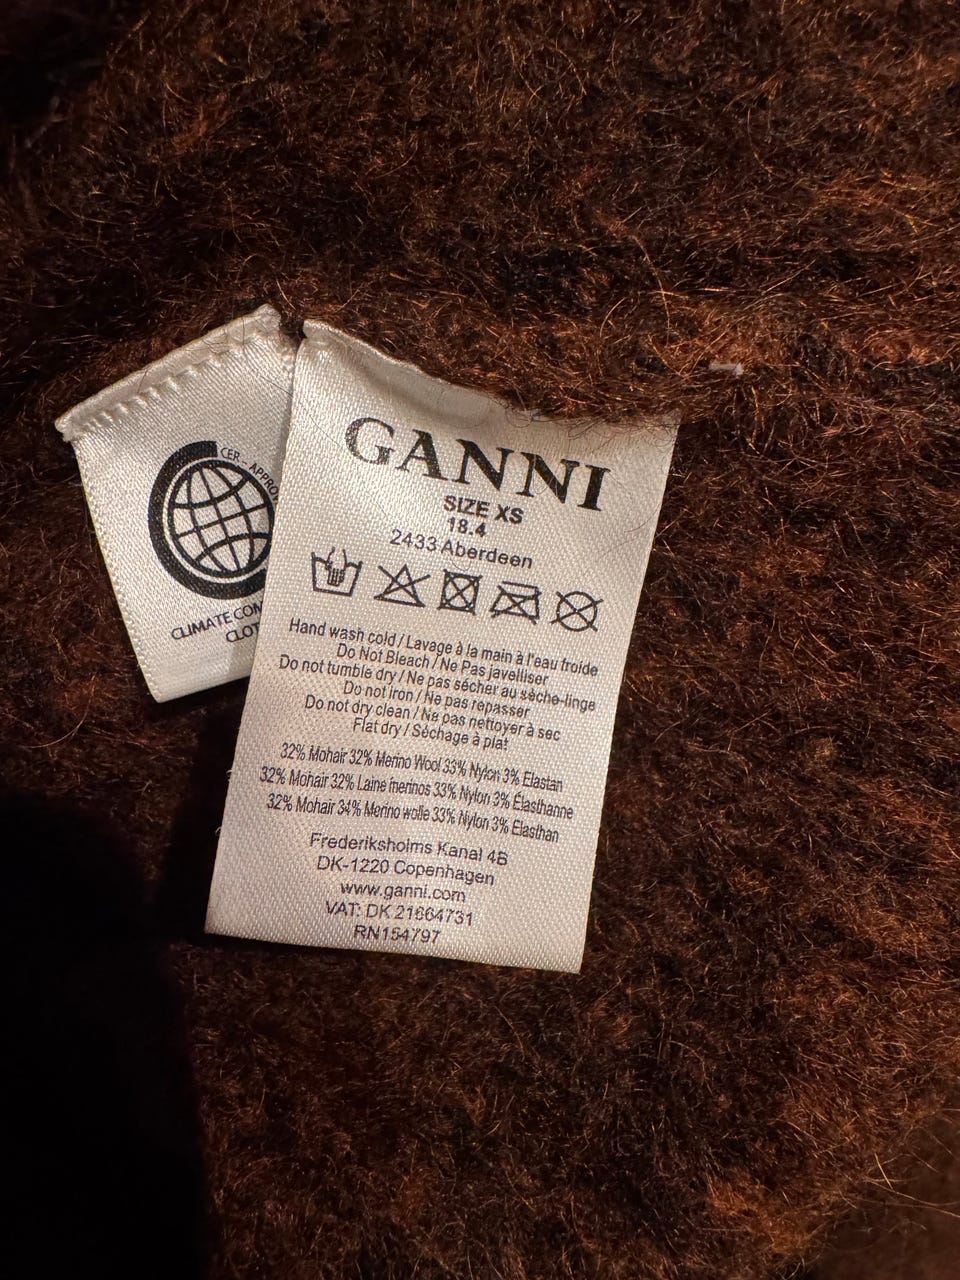 CER
APPROV
CLIMATE COM
CLOT
GANNI
SIZE XS
18.4
2433 Aberdeen
Hand wash cold / Lavage à la main à l'eau froide
Do Not Bleach / Ne Pas javelliser
Do not tumble dry / Ne pas sécher au sèche-linge
Do not iron / Ne pas repasser
Do not dry clean / Ne pas nettoyer à sec
Flat dry / Séchage à plat
32% Mohair 32% Merino Wool 33% Nylon 3% Elastan
32% Mohair 32% Laine merinos 33% Nylon 3% Élasthanne
32% Mohair 34% Merino wolle 33% Nylon 3% Elasthan
Frederiksholms Kanal 4B
DK-1220 Copenhagen
www.ganni.com
VAT: DK 21664731
RN154797